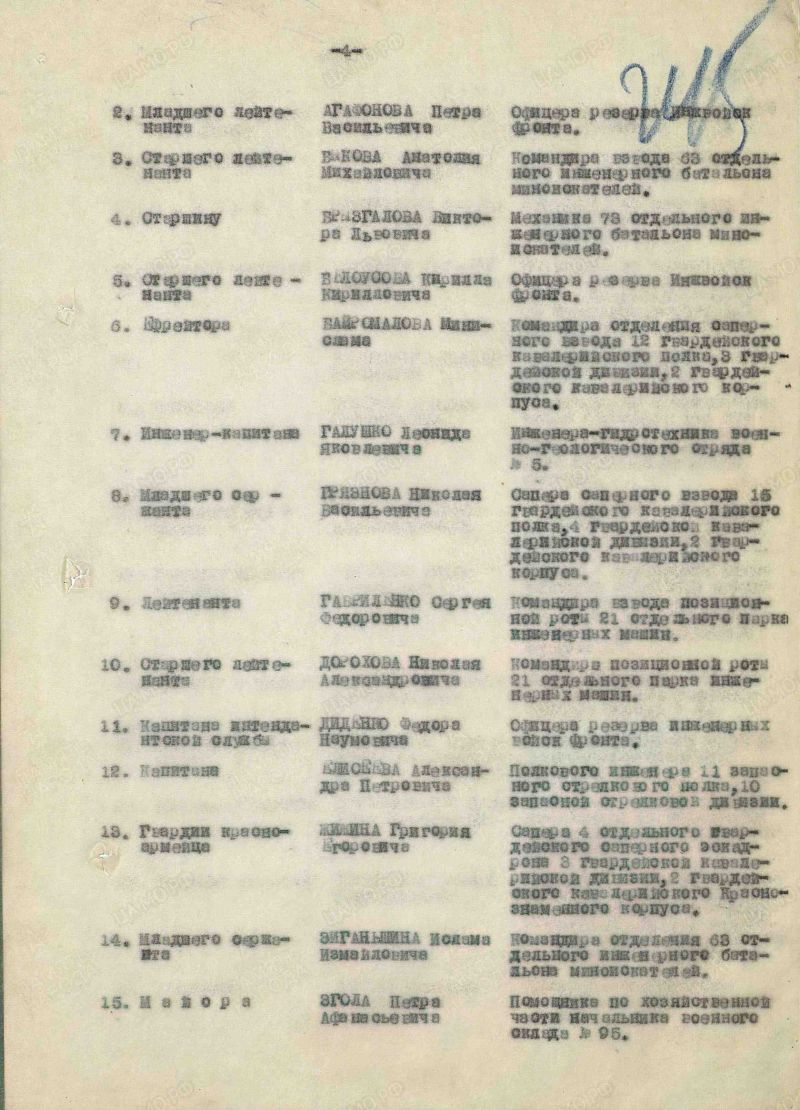 -4-
2. Младшего лейте- АГАФОНОВА Петра Офицера резерва Инжвойск
нанта Васильевича фронта.
3. Старшего лейте- БЫКОВА Анатолия Командира взвода 63 отдель-
нанта Михайловича ного инженерного батальона
миноискателей.
4. Старшину БРЫЗГАЛОВА Викто- Механика 73 отдельного ин-
ра Львовича женерного батальона мино-
искателей.
5. Старшего лейте - БЕЛОУСОВА Кирилла Офицера резерва Инжвойск
нанта Кирилловича фронта.
6. Ефрейтора БАЙРОМАЛОВА Мини- Командира отделения сапер-
слама ного взвода 12 Гвардейского
кавалерийского полка,3 Гвар-
дейской дивизии,2 Гвардей-
ского кавалерийского кор-
пуса.
7. Инженер-капитана ГАЛУШКО Леонида Инженера-гидротехника воен-
Яковлевича но-геологического отряда
№ 5.
8. Младшего сер - ГРЯЗНОВА Николая Сапера саперного взвода 15
жанта Васильевича Гвардейского кавалерийского
полка,4 Гвардейской кава-
лерийской дивизии,2 Гвар-
дейского кавалерийского
корпуса.
9. Лейтенанта ГАВРИЛЕНКО Сергея Командира взвода позицион-
Федоровича ной роты 21 отдельного парка
инженерных машин.
10. Старшего лейте- ДОРОХОВА Николая Командира позиционной роты
нанта Александровича 21 отдельного парка инже-
нерных машин.
11. Капитана интенда- ДИДЕНКО Федора Офицера резерва инженерных
нтской службы Наумовича войск фронта.
12. Капитана ЕЛИСЕЕВА Алексан- Полкового инженера 11 запас-
дра Петровича ного стрелкового полка,10
запасной стрелковой дивизии.
13. Гвардии красно- Григория Сапера 4 отдельного гвар-
армейца Егоровича дейского саперного эскад-
рона 3 Гвардейской кавале-
рийской дивизии,2 Гвардей-
ского кавалерийского Красно-
знаменного корпуса.
14. Младшего сержа- ЗИГАНЬШИНА Ислама Командира отделения 63 от-
нта Измайловича дельного инженерного бата-
льона миноискателей.
15. М а й о р а ЗГОЛА Петра Помощника по хозяйственной
Афанасьевича части начальника военного
склада № 95.